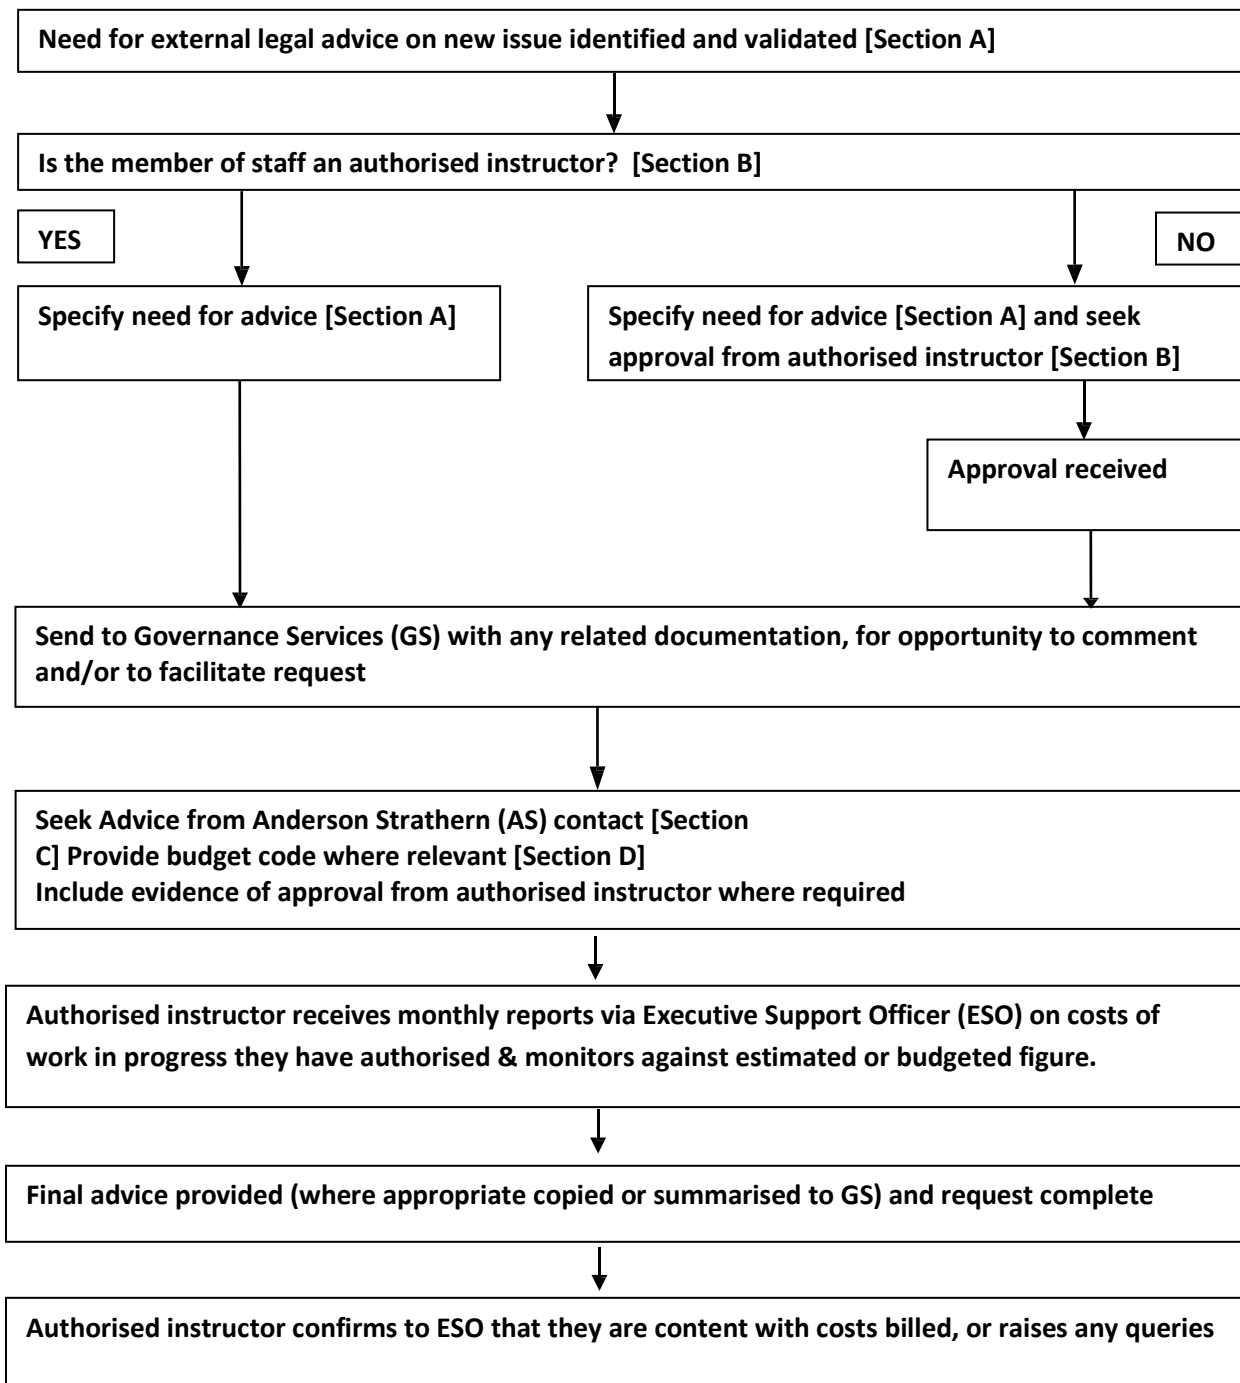 Need for external legal advice on new issue identified and validated [Section A]
Is the member of staff an authorised instructor?  [Section B]
YES
NO
Specify need for advice [Section A]
Specify need for advice [Section A] and seek
approval from authorised instructor [Section B]
Approval received
Send to Governance Services (GS) with any related documentation, for opportunity to comment
and/or to facilitate request
Seek Advice from Anderson Strathern (AS) contact [Section
C] Provide budget code where relevant [Section D]
Include evidence of approval from authorised instructor where required
Authorised instructor receives monthly reports via Executive Support Officer (ESO) on costs of
work in progress they have authorised & monitors against estimated or budgeted figure.
Final advice provided (where appropriate copied or summarised to GS) and request complete
Authorised instructor confirms to ESO that they are content with costs billed, or raises any queries